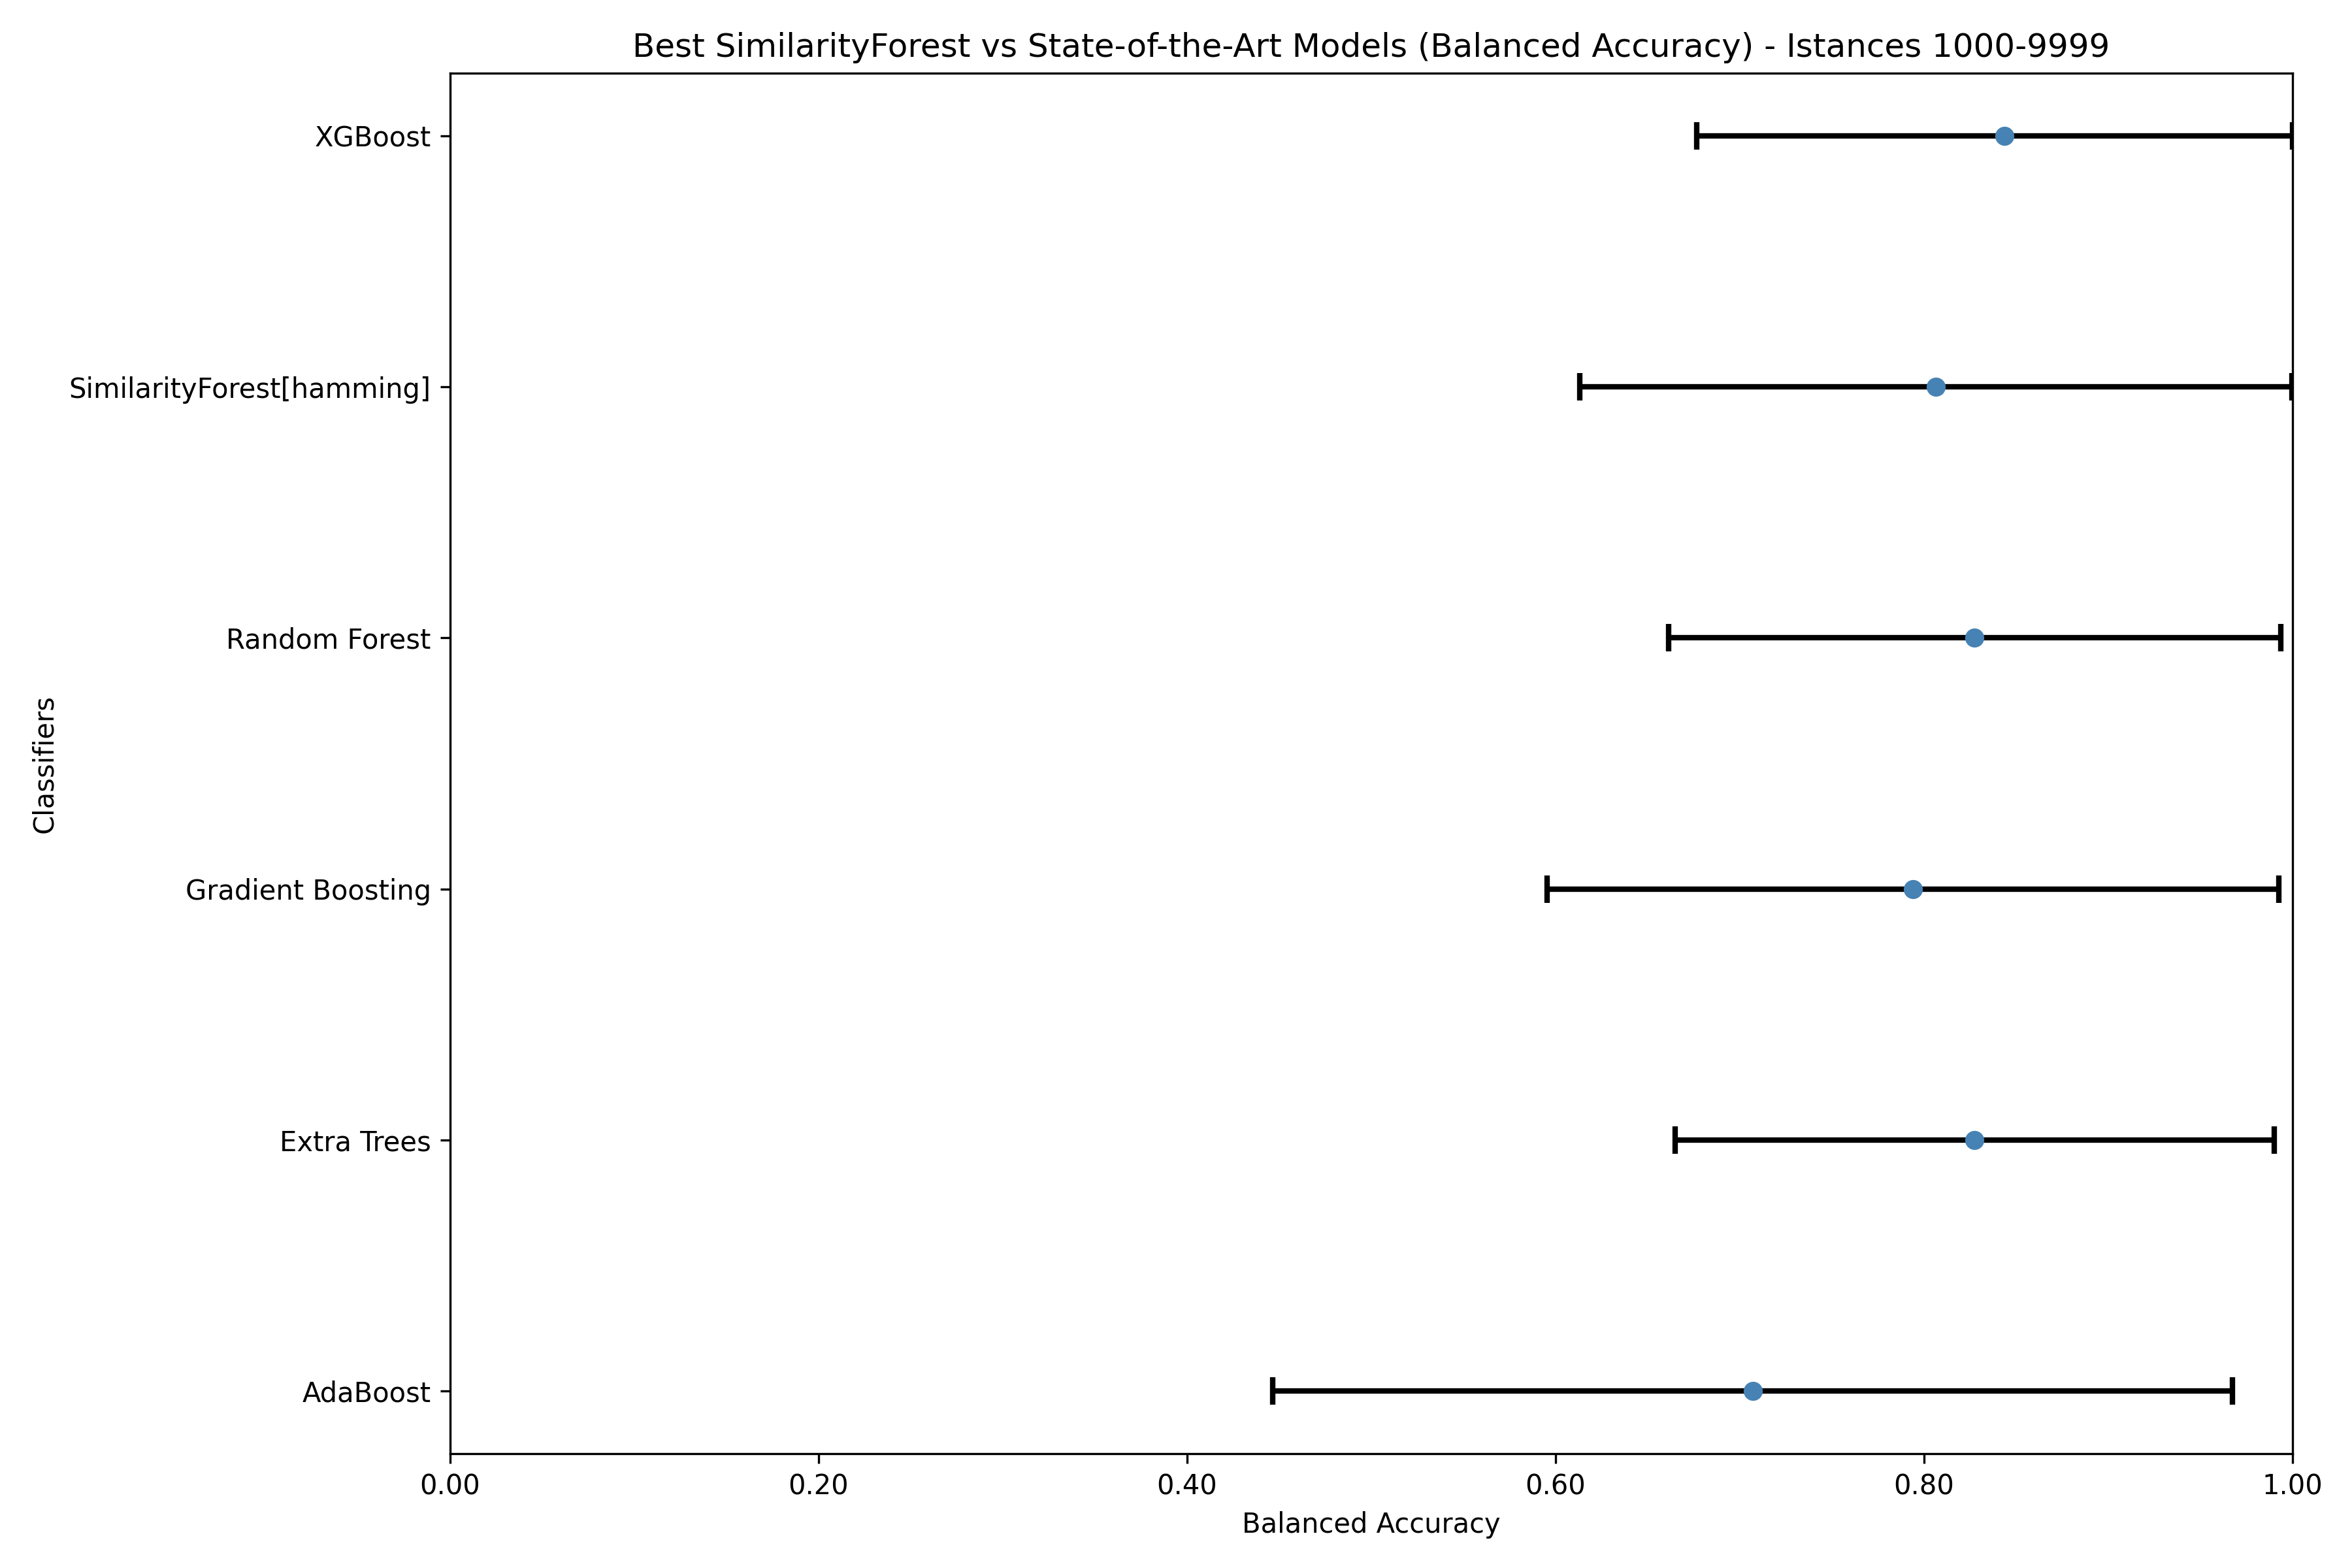 Best SimilarityForest vs State-of-the-Art Models (Balanced Accuracy) - Istances 1000-9999
XGBoost
SimilarityForest[hamming]
Random Forest
Gradient Boosting
Extra Trees
AdaBoost
Classifiers
0.00 0.20 0.40 0.60 0.80 1.00
Balanced Accuracy